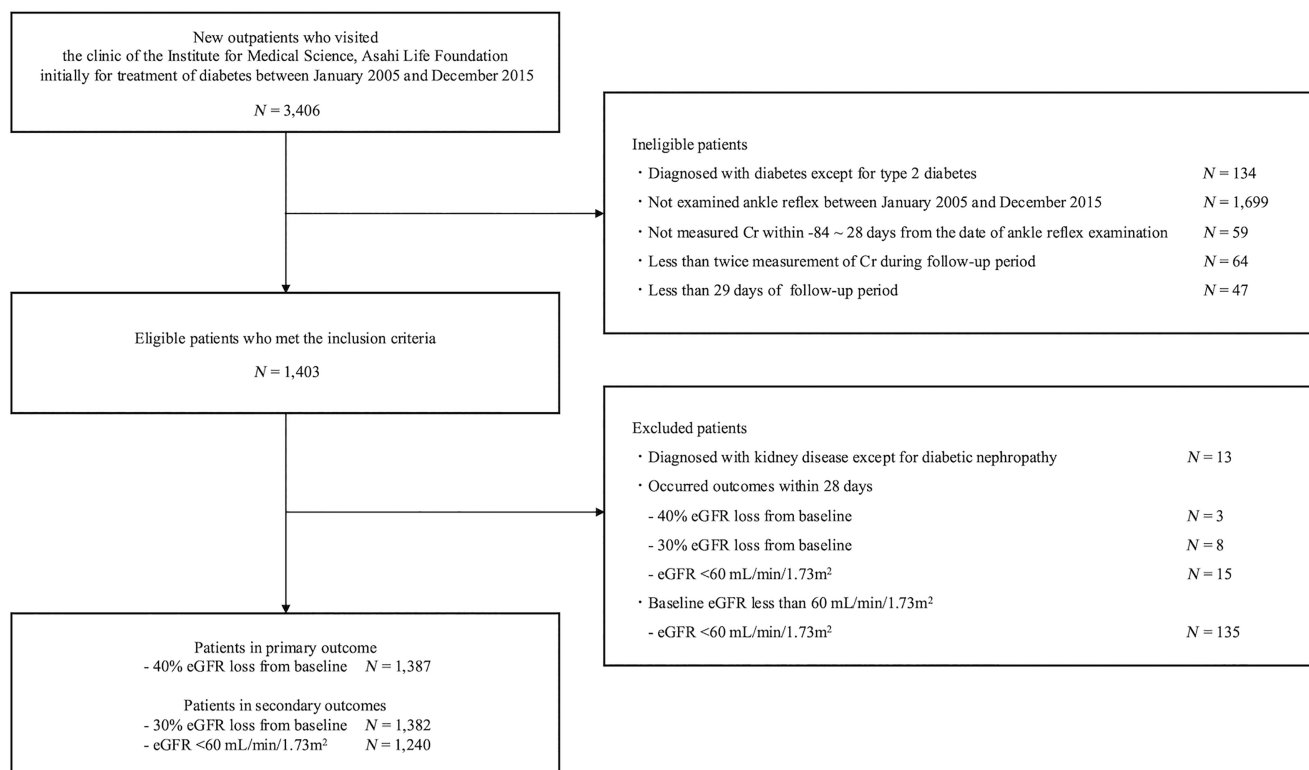 New outpatients who visited
the clinic of the Institute for Medical Science, Asahi Life Foundation
initially for treatment of diabetes between January 2005 and December 2015
N = 3,406
Ineligible patients
・Diagnosed with diabetes except for type 2 diabetes N = 134
・Not examined ankle reflex between January 2005 and December 2015 N = 1,699
・Not measured Cr within -84 ~ 28 days from the date of ankle reflex examination N = 59
・Less than twice measurement of Cr during follow-up period N = 64
・Less than 29 days of follow-up period N = 47
Eligible patients who met the inclusion criteria
N = 1,403
Excluded patients
・Diagnosed with kidney disease except for diabetic nephropathy N = 13
・Occurred outcomes within 28 days
- 40% eGFR loss from baseline N = 3
- 30% eGFR loss from baseline N = 8
- eGFR <60 mL/min/1.73m² N = 15
・Baseline eGFR less than 60 mL/min/1.73m²
- eGFR <60 mL/min/1.73m² N = 135
Patients in primary outcome
- 40% eGFR loss from baseline N = 1,387
Patients in secondary outcomes
- 30% eGFR loss from baseline N = 1,382
- eGFR <60 mL/min/1.73m² N = 1,240